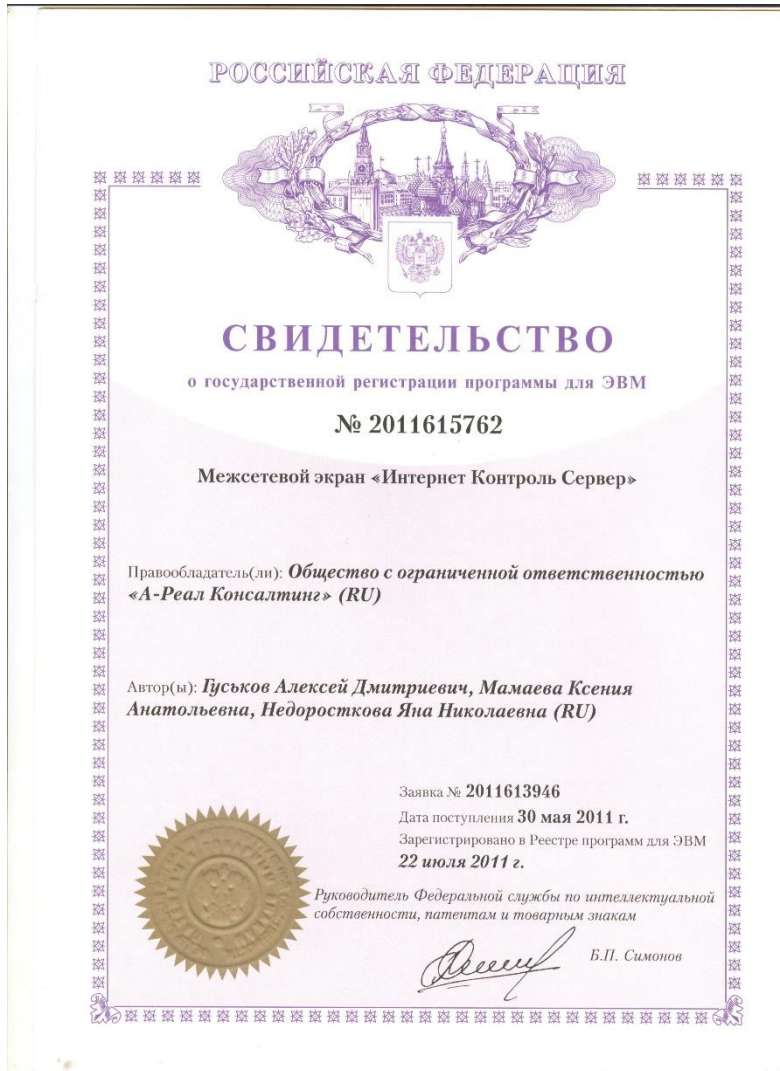 РОССИЙСКАЯ ФЕДЕРАЦИЯ
СВИДЕТЕЛЬСТВО
о государственной регистрации программы для ЭВМ
№ 2011615762
Межсетевой экран «Интернет Контроль Сервер»
Правообладатель(ли): Общество с ограниченной ответственностью
«А-Реал Консалтинг» (RU)
Автор(ы): Гуськов Алексей Дмитриевич, Мамаева Ксения
Анатольевна, Недоросткова Яна Николаевна (RU)
Заявка № 2011613946
Дата поступления 30 мая 2011 г.
Зарегистрировано в Реестре программ для ЭВМ
22 июля 2011 г.
Руководитель Федеральной службы по интеллектуальной
собственности, патентам и товарным знакам
Б.П. Симонов